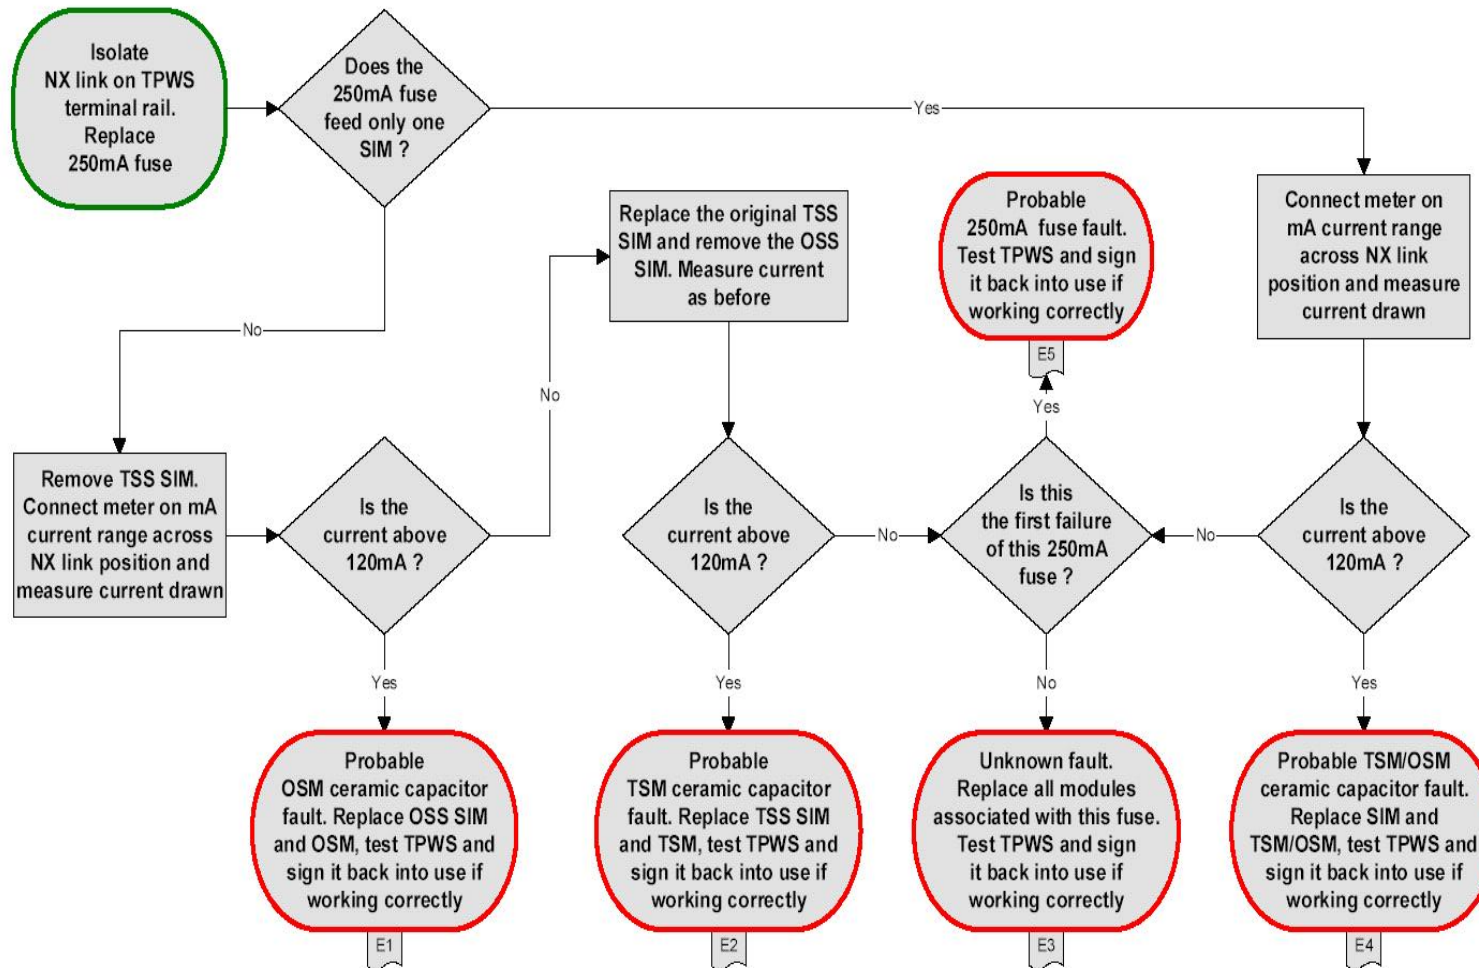 Isolate
NX link on TPWS
terminal rail.
Replace
250mA fuse
Does the
250mA fuse
feed only one
SIM ?
Yes
No
Replace the original TSS
SIM and remove the OSS
SIM. Measure current
as before
Probable
250mA fuse fault.
Test TPWS and sign
it back into use if
working correctly
E5
Connect meter on
mA current range
across NX link
position and measure
current drawn
Remove TSS SIM.
Connect meter on mA
current range across
NX link position and
measure current drawn
Is the
current above
120mA ?
No
Is the
current above
120mA ?
No
Yes
Is this
the first failure
of this 250mA
fuse ?
No
Is the
current above
120mA ?
Yes
Yes
No
Yes
Probable
OSM ceramic capacitor
fault. Replace OSS SIM
and OSM, test TPWS and
sign it back into use if
working correctly
E1
Probable
TSM ceramic capacitor
fault. Replace TSS SIM
and TSM, test TPWS and
sign it back into use if
working correctly
E2
Unknown fault.
Replace all modules
associated with this fuse.
Test TPWS and sign
it back into use if
working correctly
E3
Probable TSM/OSM
ceramic capacitor fault.
Replace SIM and
TSM/OSM, test TPWS and
sign it back into use if
working correctly
E4